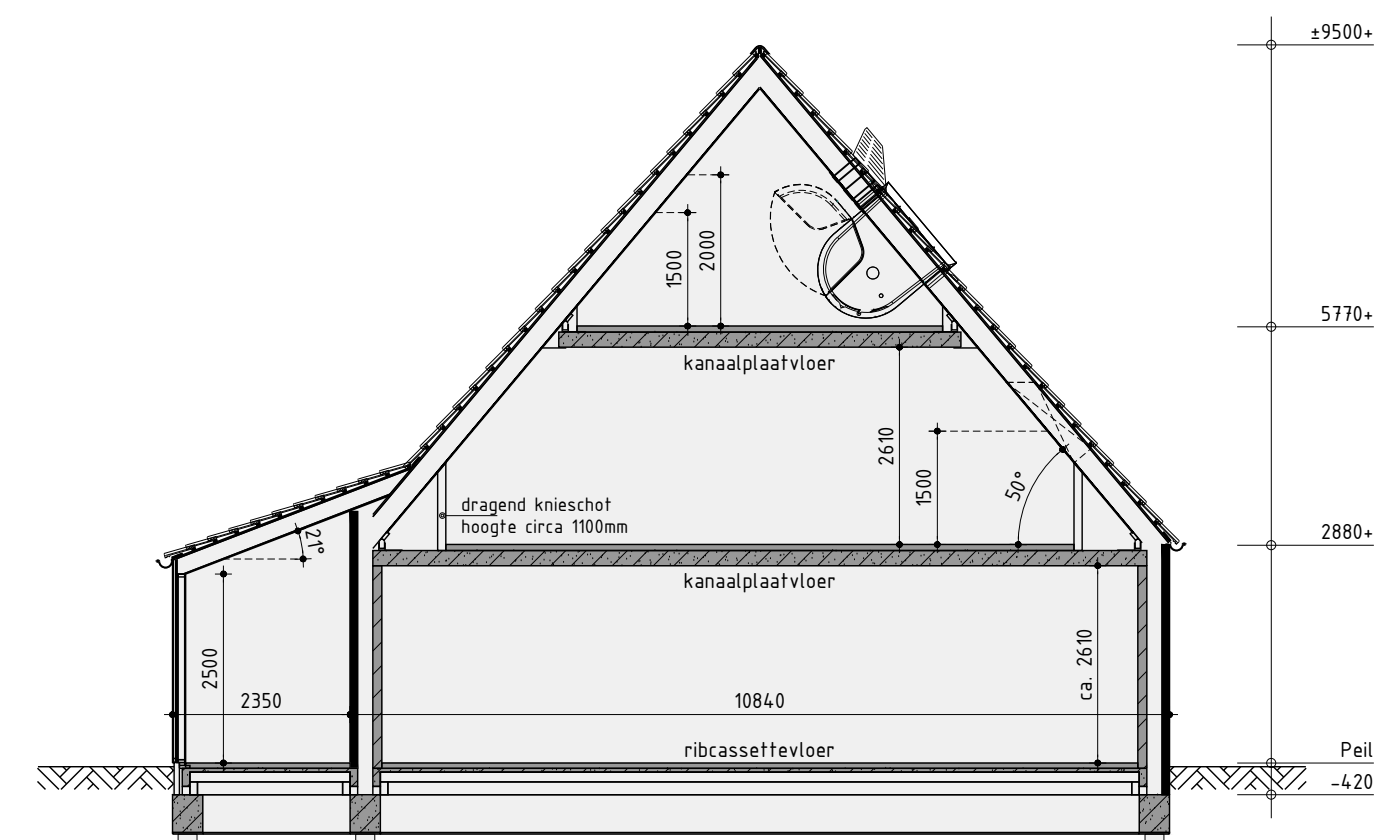 ±9500+
1500
2000
5770+
kanaalplaatvloer
2610
1500
50°
dragend knieschot
hoogte circa 1100mm
21°
2880+
kanaalplaatvloer
2500
ca. 2610
2350
10840
ribcassettevloer
Peil
-420